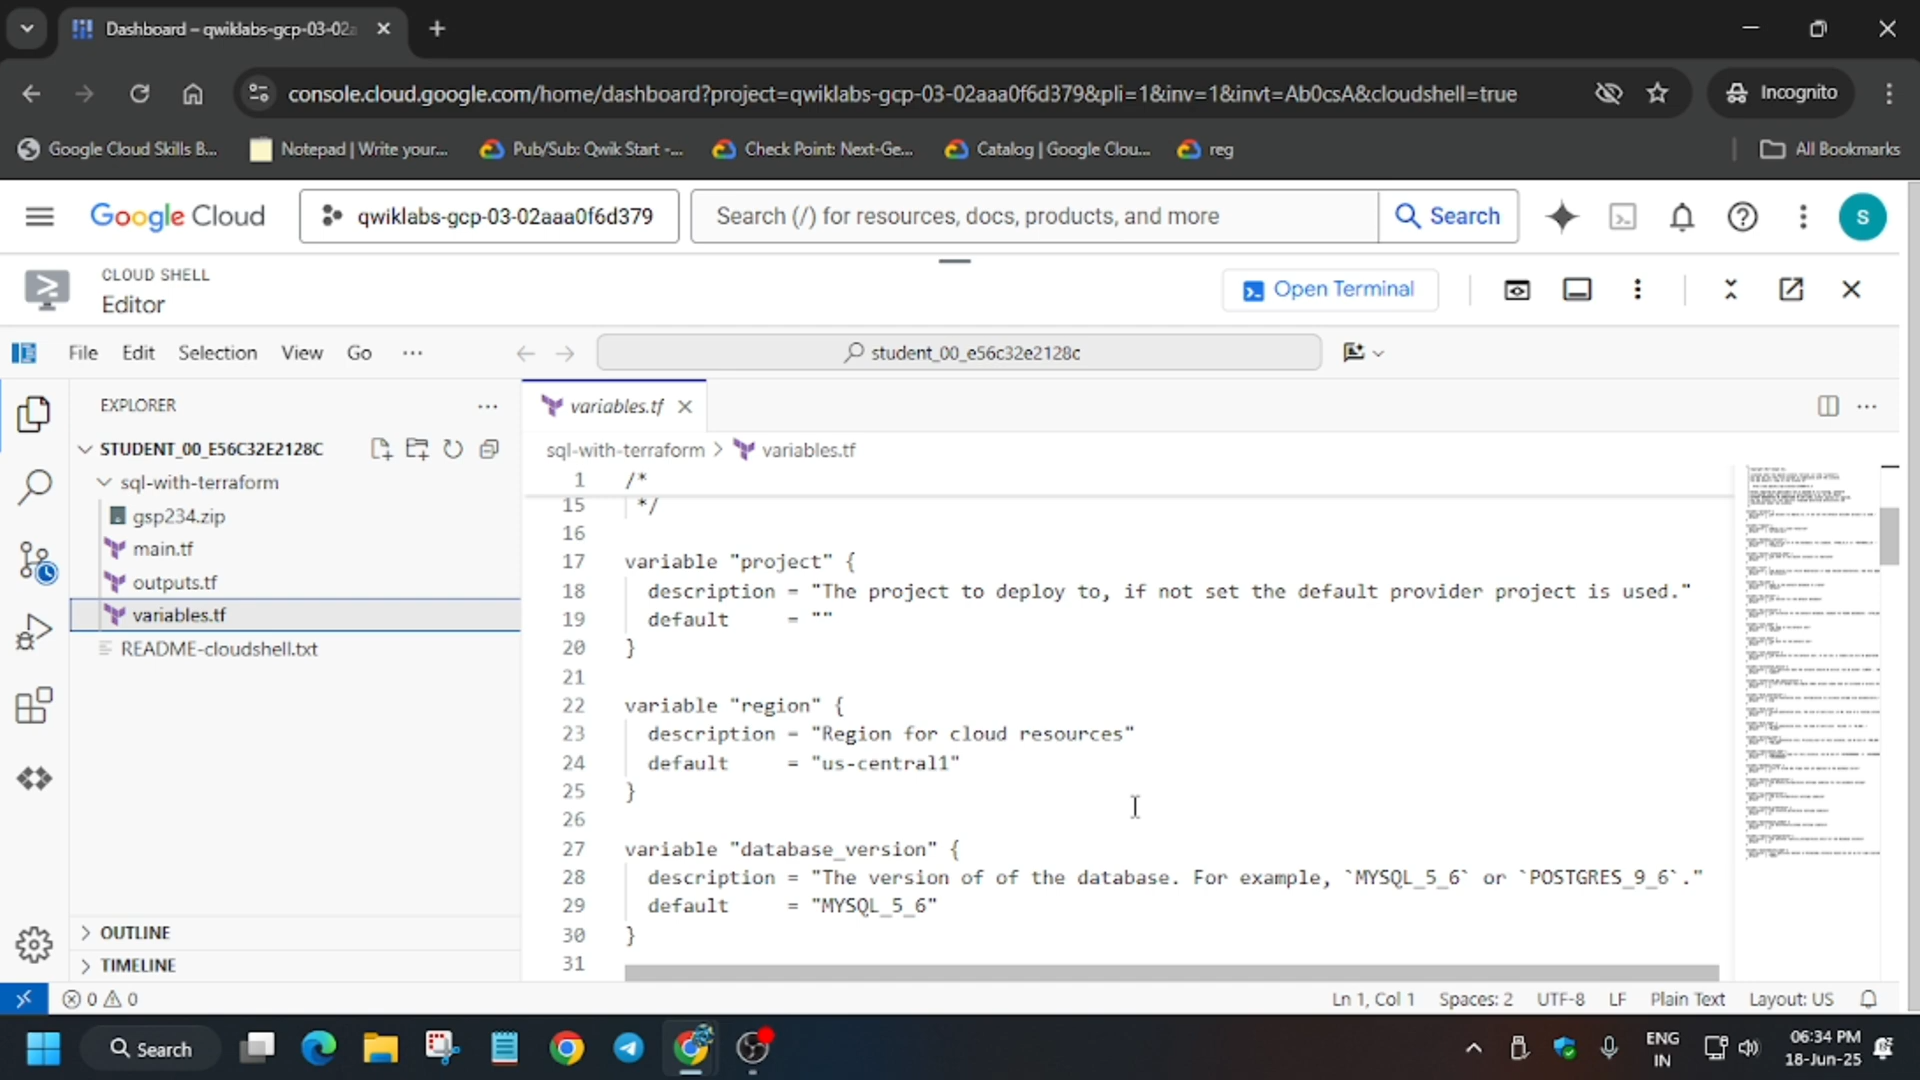 Dashboard – qwiklabs-gcp-03-02a
console.cloud.google.com/home/dashboard?project=qwiklabs-gcp-03-02aaa0f6d379&pli=1&inv=1&invt=Ab0csA&cloudshell=true
Incognito
Google Cloud Skills B...
Notepad | Write your...
Pub/Sub: Qwik Start -...
Check Point: Next-Ge...
Catalog | Google Clou...
reg
All Bookmarks
Google Cloud
qwiklabs-gcp-03-02aaa0f6d379
Search (/) for resources, docs, products, and more
Search
S
CLOUD SHELL
Editor
Open Terminal
File Edit Selection View Go ...
student_00_e56c32e2128c
EXPLORER
STUDENT_00_E56C32E2128C
sql-with-terraform
gsp234.zip
main.tf
outputs.tf
variables.tf
README-cloudshell.txt
OUTLINE
TIMELINE
variables.tf
sql-with-terraform > variables.tf
1 /*
15 */
16
17 variable "project" {
18 description = "The project to deploy to, if not set the default provider project is used."
19 default = ""
20 }
21
22 variable "region" {
23 description = "Region for cloud resources"
24 default = "us-central1"
25 }
26
27 variable "database_version" {
28 description = "The version of of the database. For example, `MYSQL_5_6` or `POSTGRES_9_6`."
29 default = "MYSQL_5_6"
30 }
31
0 0
Ln 1, Col 1
Spaces: 2
UTF-8
LF
Plain Text
Layout: US
Search
ENG
IN
06:34 PM
18-Jun-25